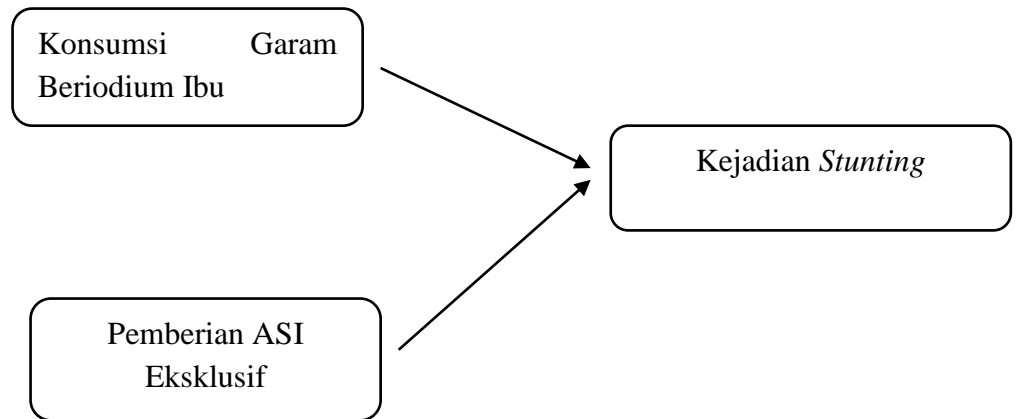 Konsumsi Garam
Beriodium Ibu
Kejadian Stunting
Pemberian ASI
Eksklusif